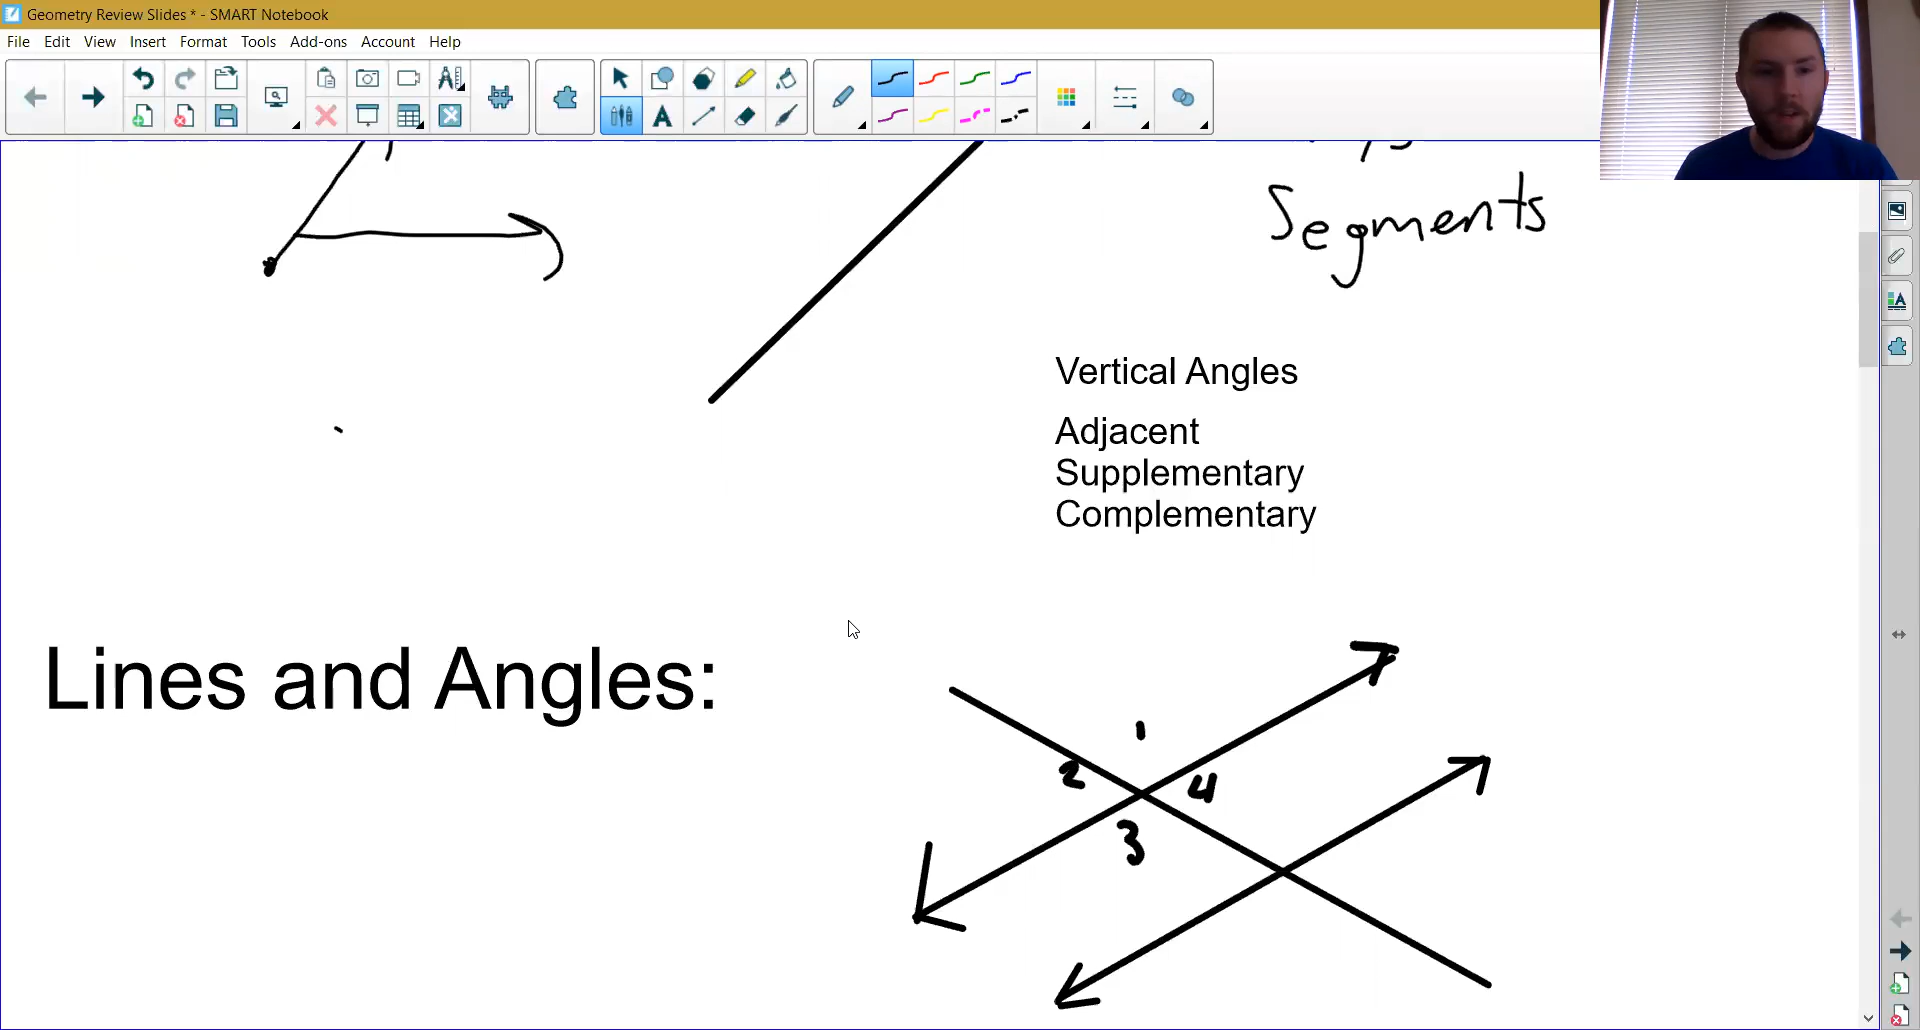 Geometry Review Slides * - SMART Notebook
File Edit View Insert Format Tools Add-ons Account Help
Segments
Vertical Angles
Adjacent
Supplementary
Complementary
Lines and Angles:
1
2
4
3